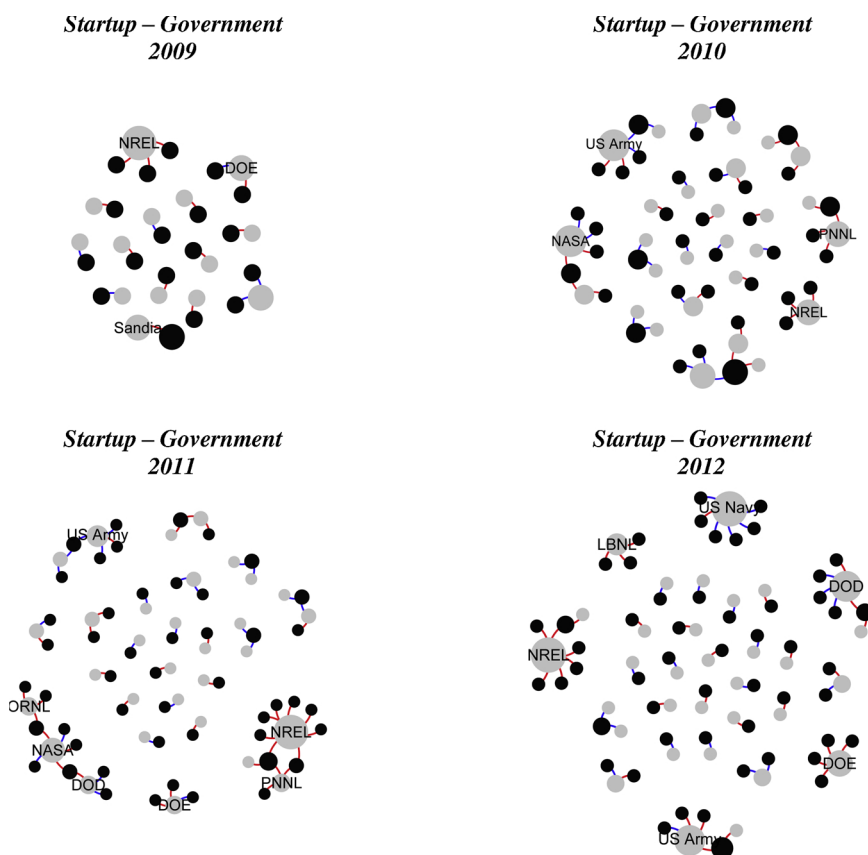 Startup – Government
2009
NREL
DOE
Sandia
Startup – Government
2010
US Army
NASA
PNNL
NREL
Startup – Government
2011
US Army
ORNL
NASA
DOD
NREL
PNNL
DOE
Startup – Government
2012
US Navy
LBNL
DOD
NREL
DOE
US Army